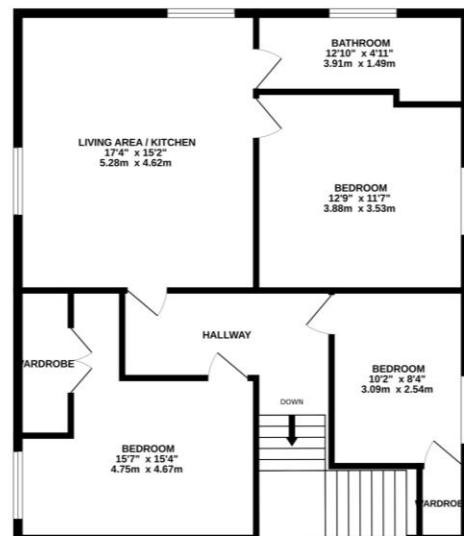 BATHROOM
12'10" x 4'11"
3.91m x 1.49m
LIVING AREA / KITCHEN
17'4" x 15'2"
5.28m x 4.62m
BEDROOM
12'9" x 11'7"
3.88m x 3.53m
HALLWAY
WARDROBE
BEDROOM
10'2" x 8'4"
3.09m x 2.54m
DOWN
BEDROOM
15'7" x 15'4"
4.75m x 4.67m
WARDROBE